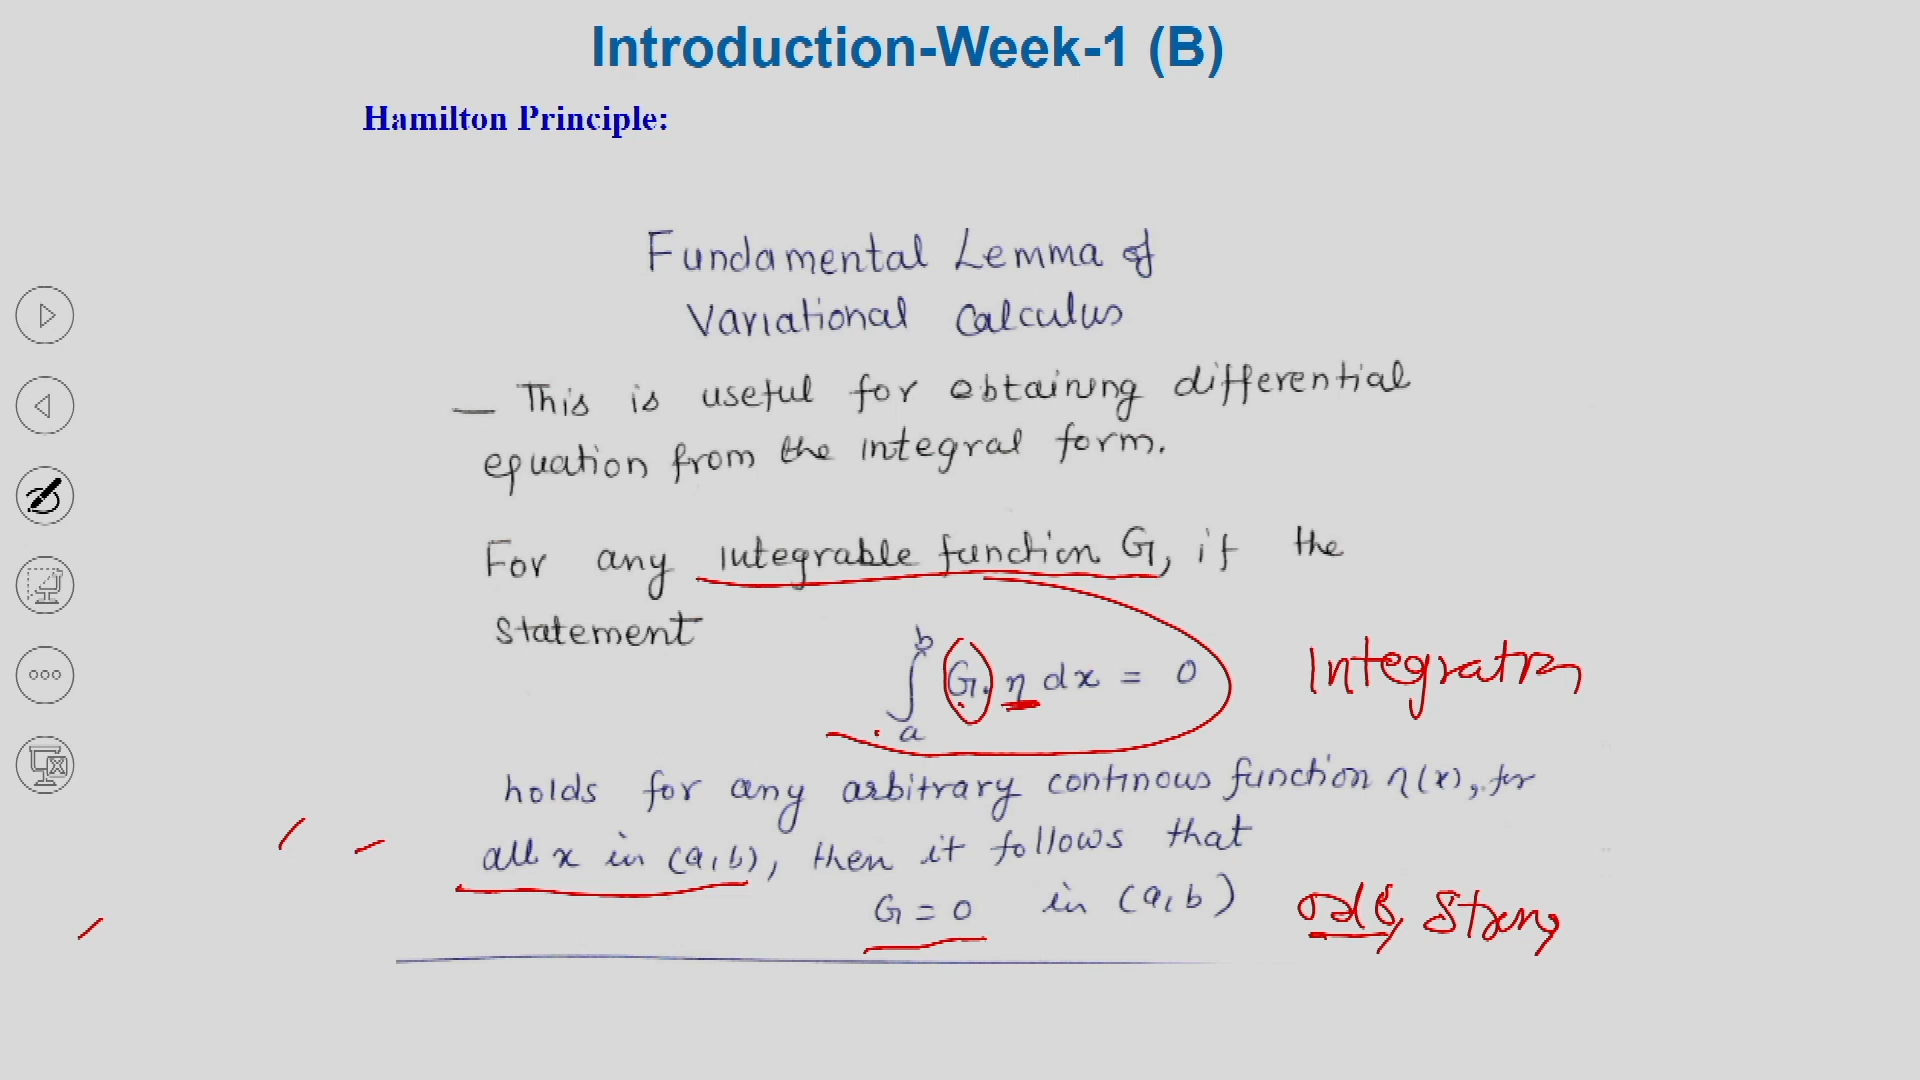 Introduction-Week-1 (B)
Hamilton Principle:
Fundamental Lemma of
Variational Calculus
— This is useful for obtaining differential
equation from the integral form.
For any integrable function G, if the
statement
∫ₐᵇ G. η dx = 0
Integration
holds for any arbitrary continous function η(x), for
all x in (a,b), then it follows that
G = 0 in (a,b)
Strong